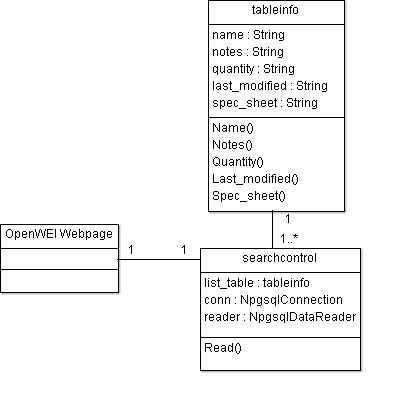 tableinfo
name : String
notes : String
quantity : String
last_modified : String
spec_sheet : String
Name()
Notes()
Quantity()
Last_modified()
Spec_sheet()
1
1..*
OpenWEI Webpage
1
1
searchcontrol
list_table : tableinfo
conn : NpgsqlConnection
reader : NpgsqlDataReader
Read()